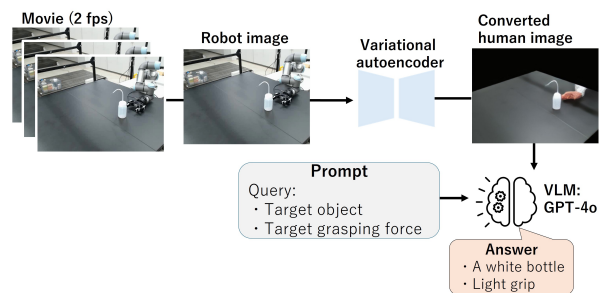 Movie (2 fps)
Robot image
Variational
autoencoder
Converted
human image
Prompt
Query:
・Target object
・Target grasping force
VLM:
GPT-4o
Answer
・A white bottle
・Light grip